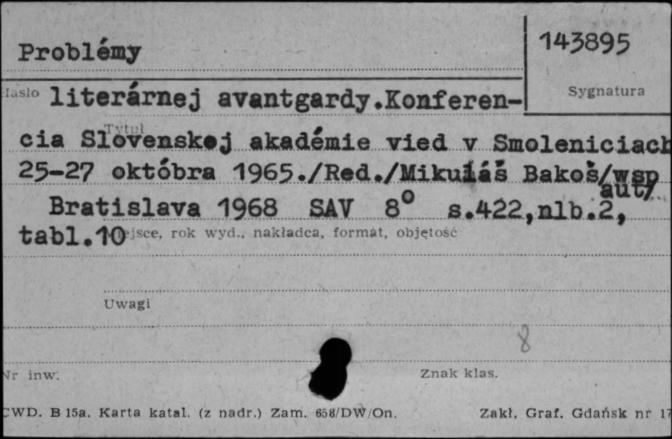 Problémy
143895
Hasło
literárnej avantgardy.Konferen-
Sygnatura
Tytuł
cia Slovenskej akadémie vied v Smoleniciach
25-27 októbra 1965./Red./Mikuláš Bakoš/wsp
aut/
Bratislava 1968 SAV 8° s.422,nlb.2,
tabl.10
jsce, rok wyd., nakładca, format, objętość
Uwagi
8
Nr inw.
Znak klas.
CWD. B 15a. Karta katal. (z nadr.) Zam. 658/DW/On.
Zakł. Graf. Gdańsk nr 17